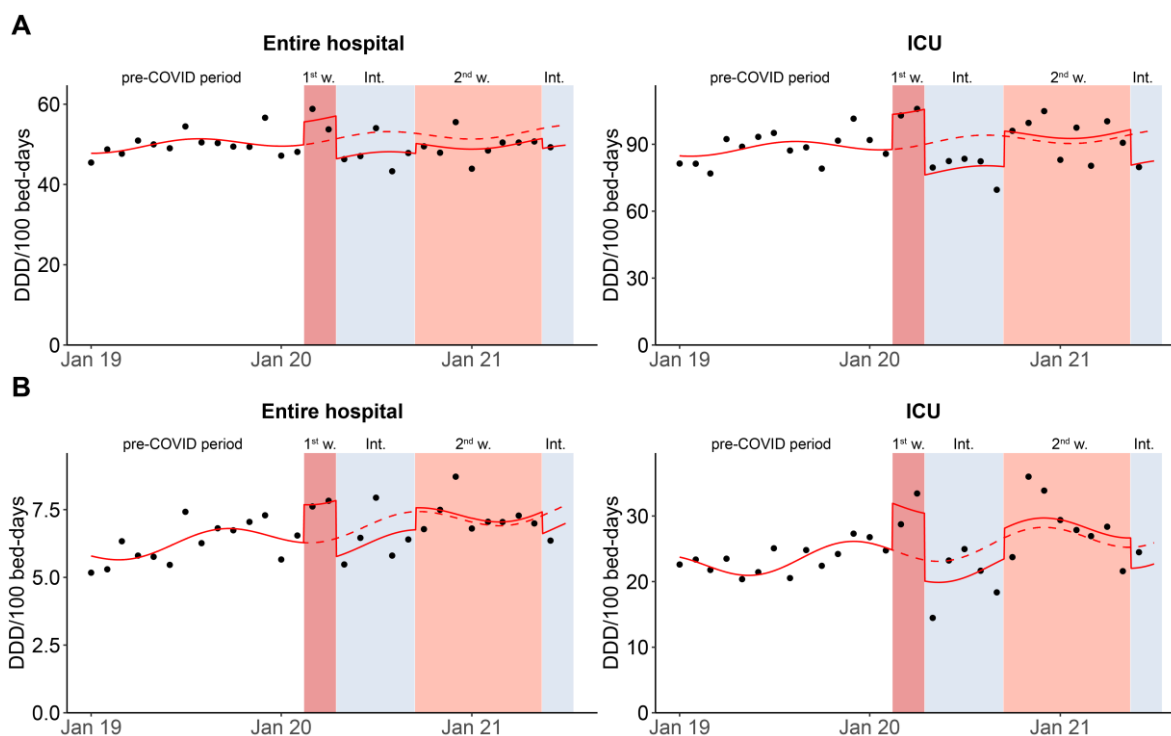 A
Entire hospital
pre-COVID period 1st w. Int. 2nd w. Int.
DDD/100 bed-days
60
40
20
0
Jan 19 Jan 20 Jan 21
ICU
pre-COVID period 1st w. Int. 2nd w. Int.
DDD/100 bed-days
90
60
30
0
Jan 19 Jan 20 Jan 21
B
Entire hospital
pre-COVID period 1st w. Int. 2nd w. Int.
DDD/100 bed-days
7.5
5.0
2.5
0.0
Jan 19 Jan 20 Jan 21
ICU
pre-COVID period 1st w. Int. 2nd w. Int.
DDD/100 bed-days
30
20
10
0
Jan 19 Jan 20 Jan 21